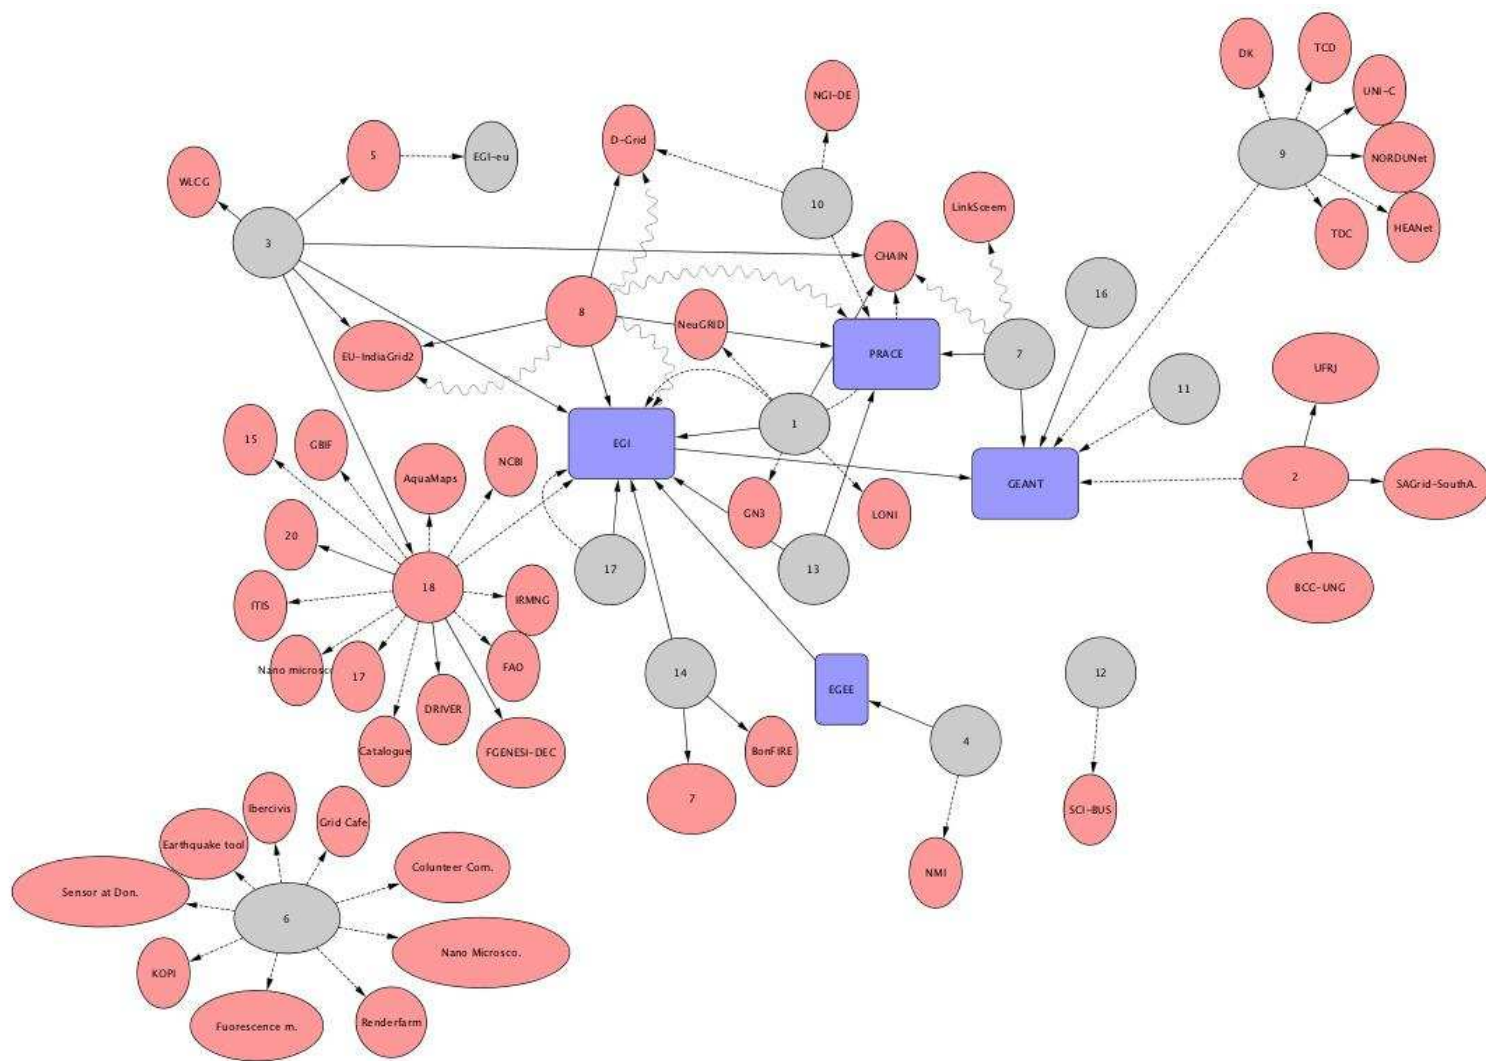 DK
TCD
NGI-DE
UNI-C
D-Grid
NORDUNet
9
5
EGI-eu
WLCG
10
LinkSceem
TDC
HEANet
3
CHAIN
16
8
NeuGRID
EU-IndiaGrid2
PRACE
7
UFRJ
11
1
15
GBIF
EGI
NCBI
AquaMaps
GEANT
2
SAGrid-SouthA.
GN3
LONI
20
17
13
18
BCC-UNG
ITIS
IRMNG
Nano microsc
17
FAO
14
12
EGEE
DRIVER
4
Catalogue
FGENESI-DEC
BonFIRE
7
Ibercivis
SCI-BUS
Grid Cafe
Earthquake tool
Colunteer Com.
NMI
Sensor at Don.
6
Nano Microsco.
KOPI
Renderfarm
Fuorescence m.